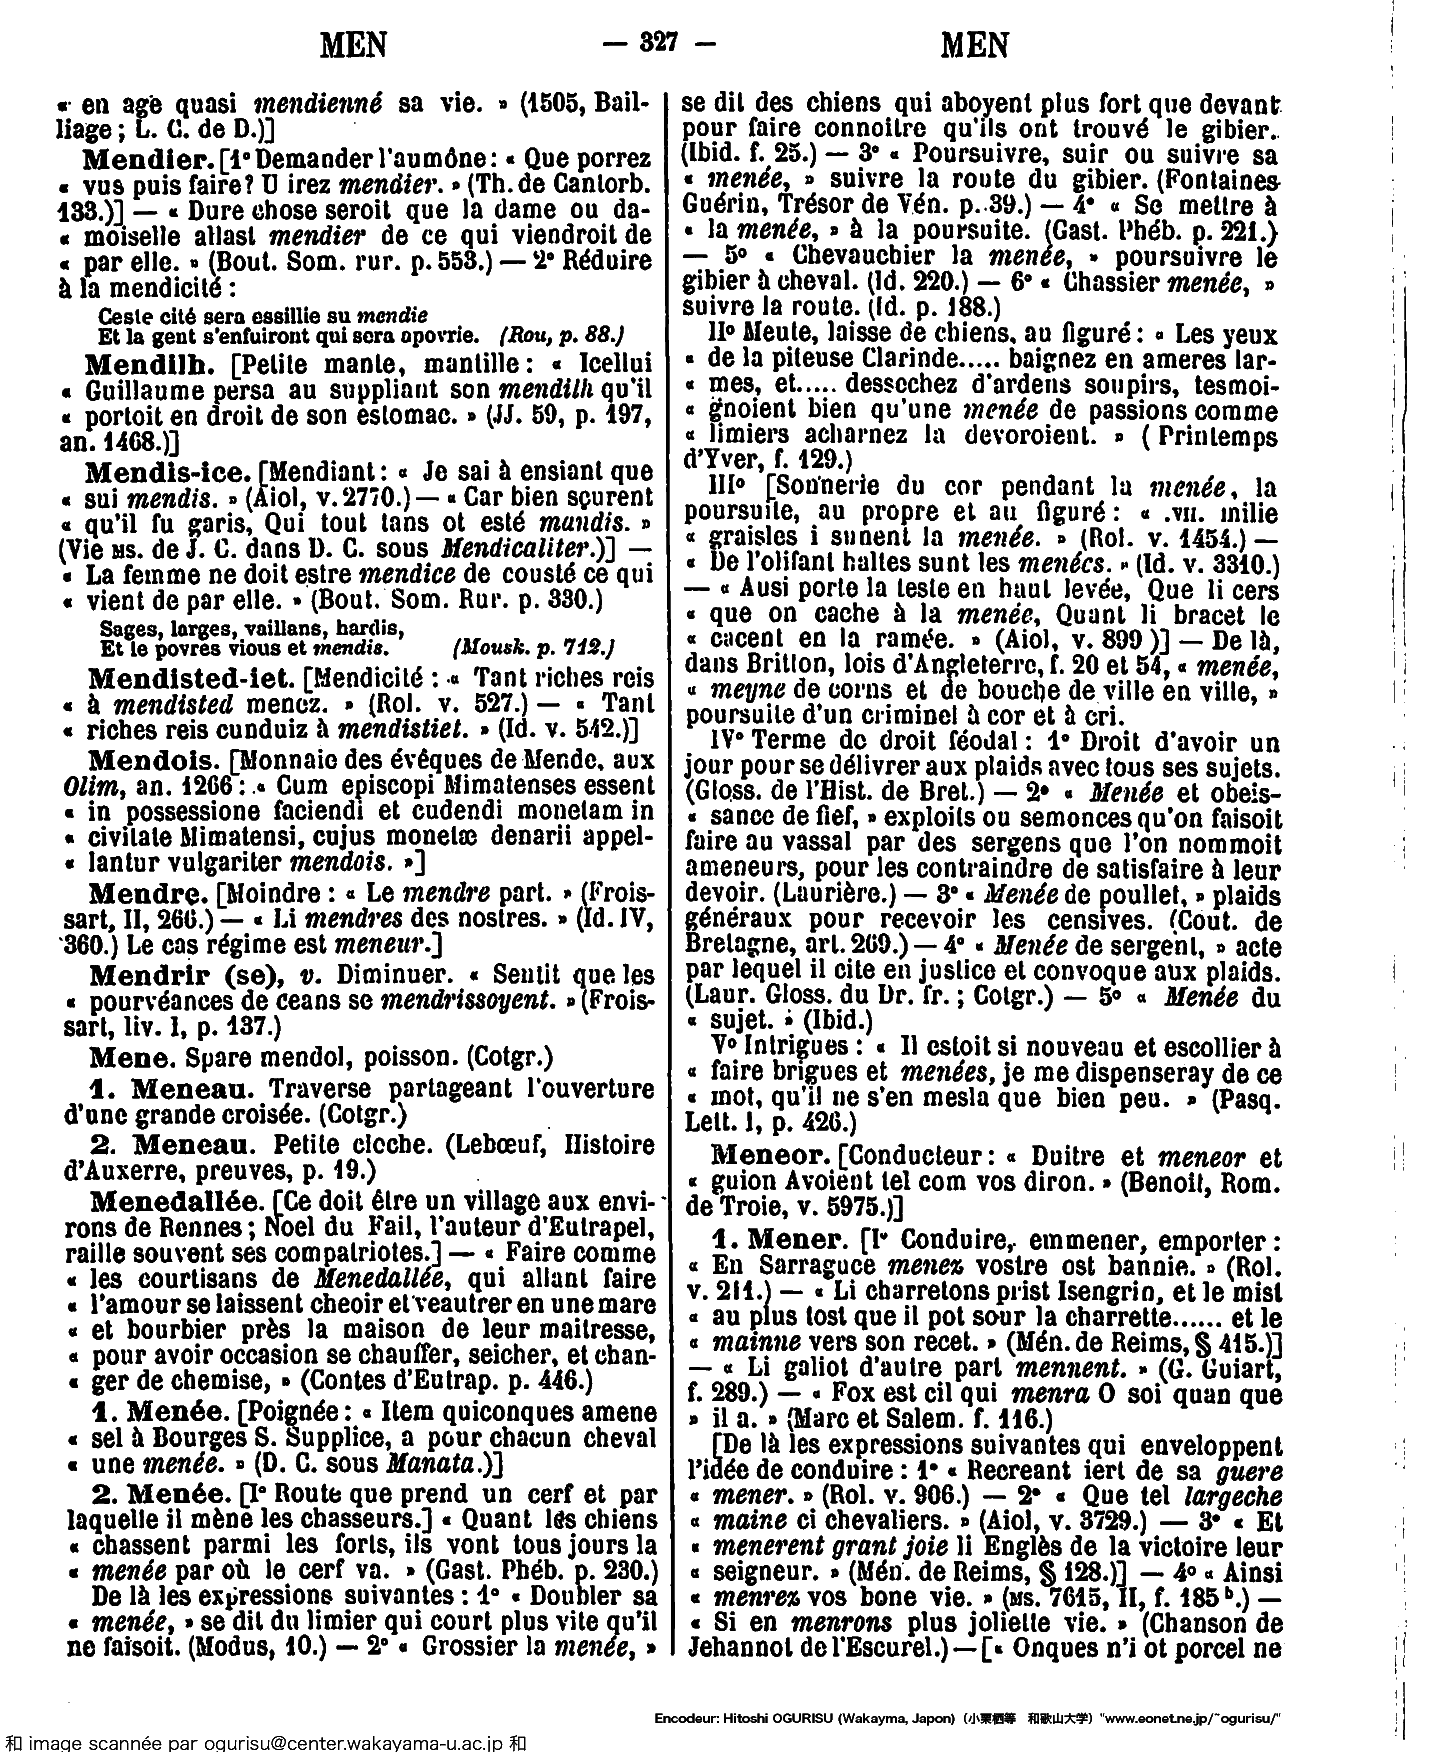 MEN — 327 — MEN
« en age quasi mendienné sa vie. » (1505, Bail-
liage ; L. C. de D.)]
Mendier. [1° Demander l'aumône : « Que porrez
« vus puis faire? U irez mendier. » (Th. de Cantorb.
133.)] — « Dure chose seroit que la dame ou da-
« moiselle allast mendier de ce qui viendroit de
« par elle. » (Bout. Som. rur. p. 553.) — 2° Réduire
à la mendicité :
Ceste cité sera essillie su mendie
Et la gent s'enfuiront qui sera apovrie. (Rou, p. 88.)
Mendilh. [Petite mante, mantille : « Icellui
« Guillaume persa au suppliant son mendilh qu'il
« portoit en droit de son estomac. » (JJ. 59, p. 197,
an. 1468.)]
Mendis-ice. [Mendiant : « Je sai à ensiant que
« sui mendis. » (Aiol, v. 2770.) — « Car bien sçurent
« qu'il fu garis, Qui tout tans ot esté mandis. »
(Vie ms. de J. C. dans D. C. sous Mendicaliter.)] —
« La femme ne doit estre mendice de cousté ce qui
« vient de par elle. » (Bout. Som. Rur. p. 330.)
Sages, larges, vaillans, hardis,
Et le povres vious et mendis. (Mousk. p. 712.)
Mendisted-iet. [Mendicité : « Tant riches reis
« à mendisted menez. » (Rol. v. 527.) — « Tant
« riches reis cunduiz à mendistiet. » (Id. v. 542.)]
Mendois. [Monnaie des évêques de Mende, aux
Olim, an. 1266 : « Cum episcopi Mimatenses essent
« in possessione faciendi et cudendi monetam in
« civitate Mimatensi, cujus monetæ denarii appel-
« lantur vulgariter mendois. »]
Mendre. [Moindre : « Le mendre part. » (Frois-
sart, II, 266.) — « Li mendres des nostres. » (Id. IV,
360.) Le cas régime est meneur.]
Mendrir (se), v. Diminuer. « Sentit que les
« pourvéances de ceans se mendrissoyent. » (Frois-
sart, liv. I, p. 137.)
Mene. Spare mendol, poisson. (Cotgr.)
1. Meneau. Traverse partageant l'ouverture
d'une grande croisée. (Cotgr.)
2. Meneau. Petite cloche. (Lebœuf, Histoire
d'Auxerre, preuves, p. 19.)
Menedallée. [Ce doit être un village aux envi-
rons de Rennes ; Noel du Fail, l'auteur d'Eutrapel,
raille souvent ses compatriotes.] — « Faire comme
« les courtisans de Menedallée, qui allant faire
« l'amour se laissent cheoir et veautrer en une mare
« et bourbier près la maison de leur maitresse,
« pour avoir occasion se chauffer, seicher, et chan-
« ger de chemise, » (Contes d'Eutrap. p. 446.)
1. Menée. [Poignée : « Item quiconques amene
« sel à Bourges S. Supplice, a pour chacun cheval
« une menée. » (D. C. sous Manata.)]
2. Menée. [I° Route que prend un cerf et par
laquelle il mène les chasseurs.] « Quant les chiens
« chassent parmi les forts, ils vont tous jours la
« menée par où le cerf va. » (Gast. Phéb. p. 230.)
De là les expressions suivantes : 1° « Doubler sa
« menée, » se dit du limier qui court plus vite qu'il
ne faisoit. (Modus, 10.) — 2° « Grossier la menée, »
se dit des chiens qui aboyent plus fort que devant
pour faire connoitre qu'ils ont trouvé le gibier.
(Ibid. f. 25.) — 3° « Poursuivre, suir ou suivre sa
« menée, » suivre la route du gibier. (Fontaines
Guérin, Trésor de Vén. p. 39.) — 4° « Se mettre à
« la menée, » à la poursuite. (Gast. Phéb. p. 221.)
— 5° « Chevauchier la menée, » poursuivre le
gibier à cheval. (Id. 220.) — 6° « Chassier menée, »
suivre la route. (Id. p. 188.)
II° Meute, laisse de chiens, au figuré : « Les yeux
« de la piteuse Clarinde..... baignez en ameres lar-
« mes, et..... dessechez d'ardens soupirs, tesmoi-
« gnoient bien qu'une menée de passions comme
« limiers acharnez la devoroient. » (Printemps
d'Yver, f. 129.)
III° [Sonnerie du cor pendant la menée, la
poursuite, au propre et au figuré : « .VII. milie
« graisles i sunent la menée. » (Rol. v. 1454.) —
« De l'olifant haltes sunt les menécs. » (Id. v. 3310.)
— « Ausi porte la teste en haut levée, Que li cers
« que on cache à la menée, Quant li bracet le
« cacent en la ramée. » (Aiol, v. 899 )] — De là,
dans Britton, lois d'Angleterre, f. 20 et 54, « menée,
« meyne de corns et de bouche de ville en ville, »
poursuite d'un criminel à cor et à cri.
IV° Terme de droit féodal : 1° Droit d'avoir un
jour pour se délivrer aux plaids avec tous ses sujets.
(Gloss. de l'Hist. de Bret.) — 2° « Menée et obeis-
« sance de fief, » exploits ou semonces qu'on faisoit
faire au vassal par des sergens que l'on nommoit
ameneurs, pour les contraindre de satisfaire à leur
devoir. (Laurière.) — 3° « Menée de poullet, » plaids
généraux pour recevoir les censives. (Cout. de
Bretagne, art. 269.) — 4° « Menée de sergent, » acte
par lequel il cite en justice et convoque aux plaids.
(Laur. Gloss. du Dr. fr. ; Cotgr.) — 5° « Menée du
« sujet. » (Ibid.)
V° Intrigues : « Il estoit si nouveau et escollier à
« faire brigues et menées, je me dispenseray de ce
« mot, qu'il ne s'en mesla que bien peu. » (Pasq.
Lett. I, p. 426.)
Meneor. [Conducteur : « Duitre et meneor et
« guion Avoient tel com vos diron. » (Benoit, Rom.
de Troie, v. 5975.)]
1. Mener. [I° Conduire, emmener, emporter :
« En Sarraguce menez vostre ost bannie. » (Rol.
v. 211.) — « Li charretons prist Isengrin, et le mist
« au plus tost que il pot sour la charrette...... et le
« mainne vers son recet. » (Mén. de Reims, § 415.)]
— « Li galiot d'autre part mennent. » (G. Guiart,
f. 289.) — « Fox est cil qui menra O soi quan que
» il a. » (Marc et Salem. f. 116.)
[De là les expressions suivantes qui enveloppent
l'idée de conduire : 1° « Recreant iert de sa guere
« mener. » (Rol. v. 906.) — 2° « Que tel largeche
« maine ci chevaliers. » (Aiol, v. 3729.) — 3° « Et
« menerent grant joie li Englès de la victoire leur
« seigneur. » (Mén. de Reims, § 128.)] — 4° « Ainsi
« menrez vos bone vie. » (ms. 7615, II, f. 185 b.) —
« Si en menrons plus joliette vie. » (Chanson de
Jehannot de l'Escurel.) — [« Onques n'i ot porcel ne
Encodeur: Hitoshi OGURISU (Wakayma, Japon) (小栗栖等 和歌山大学) "www.eonet.ne.jp/~ogurisu/"
和 image scannée par ogurisu@center.wakayama-u.ac.jp 和